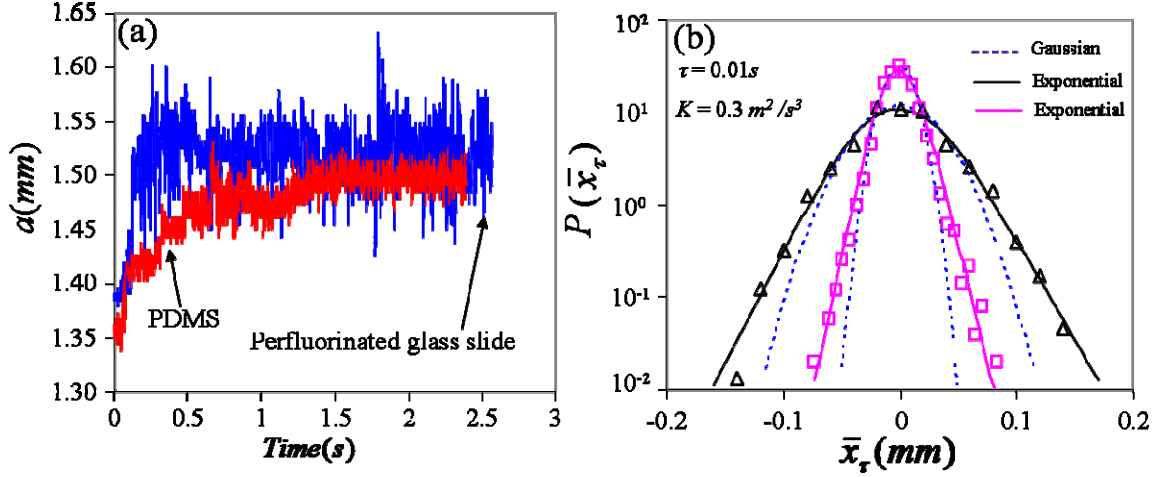 (a)
a(mm)
1.65
1.60
1.55
1.50
1.45
1.40
1.35
1.30
PDMS
Perfluorinated glass slide
0 0.5 1 1.5 2 2.5 3
Time(s)
(b)
P(x̄τ)
10²
10¹
10⁰
10⁻¹
10⁻²
τ = 0.01s
K = 0.3 m²/s³
Gaussian
Exponential
Exponential
-0.2 -0.1 0 0.1 0.2
x̄τ(mm)